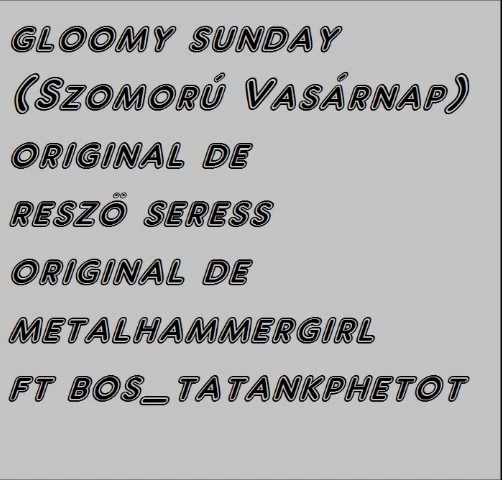 GLOOMY SUNDAY
(SZOMORÚ VASÁRNAP)
ORIGINAL DE
RESZÖ SERESS
ORIGINAL DE
METALHAMMERGIRL
FT BOS_TATANKPHETOT